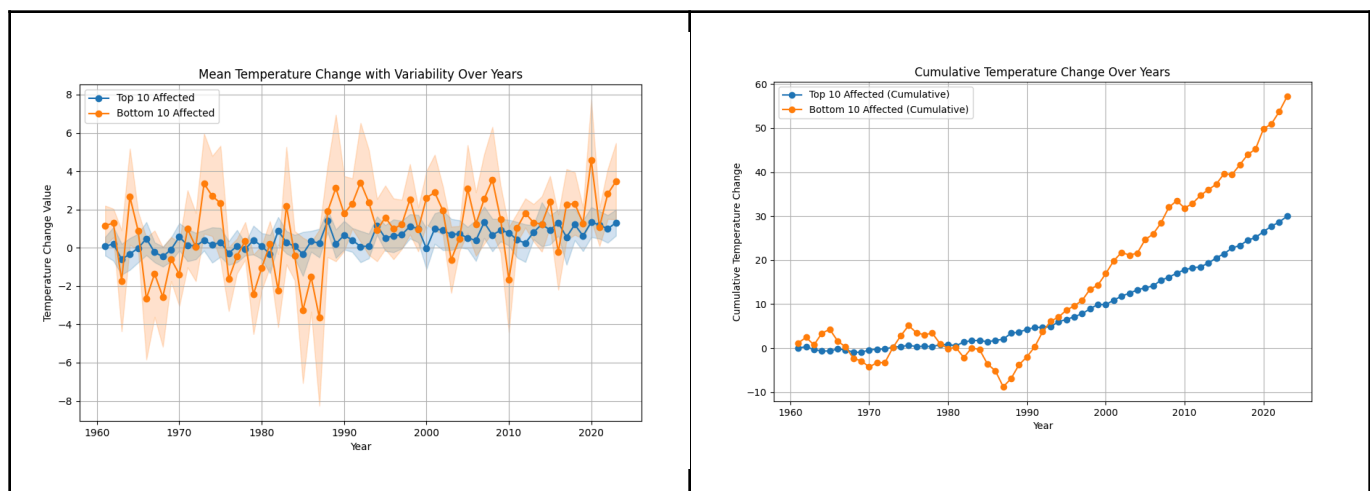 Mean Temperature Change with Variability Over Years
Top 10 Affected
Bottom 10 Affected
Temperature Change Value
8
6
4
2
0
−2
−4
−6
−8
1960 1970 1980 1990 2000 2010 2020
Year
Cumulative Temperature Change Over Years
Top 10 Affected (Cumulative)
Bottom 10 Affected (Cumulative)
Cumulative Temperature Change
60
50
40
30
20
10
0
−10
1960 1970 1980 1990 2000 2010 2020
Year